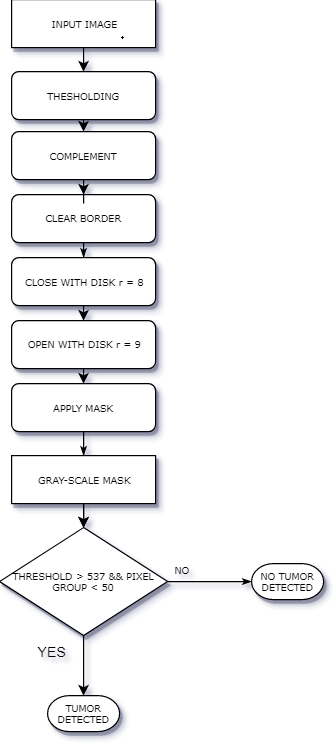 INPUT IMAGE
THESHOLDING
COMPLEMENT
CLEAR BORDER
CLOSE WITH DISK r = 8
OPEN WITH DISK r = 9
APPLY MASK
GRAY-SCALE MASK
THRESHOLD > 537 && PIXEL
GROUP < 50
NO
NO TUMOR
DETECTED
YES
TUMOR
DETECTED